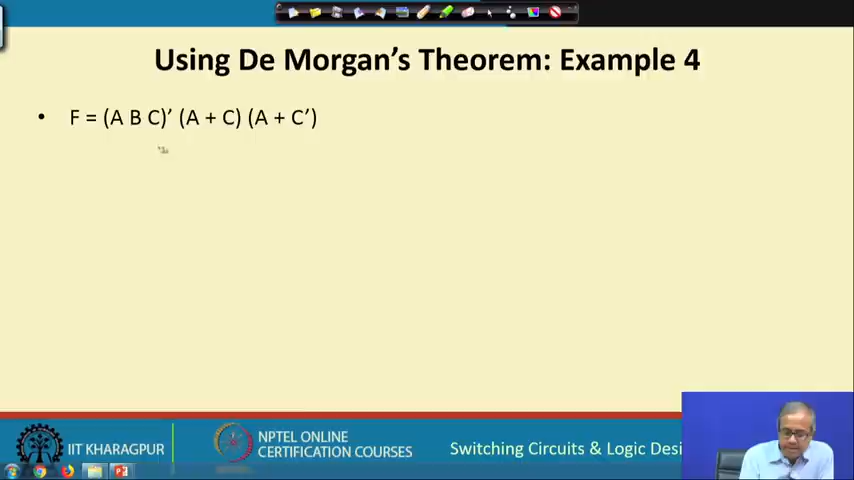 Using De Morgan's Theorem: Example 4
• F = (A B C)' (A + C) (A + C')
IIT KHARAGPUR
NPTEL ONLINE
CERTIFICATION COURSES
Switching Circuits & Logic Desi